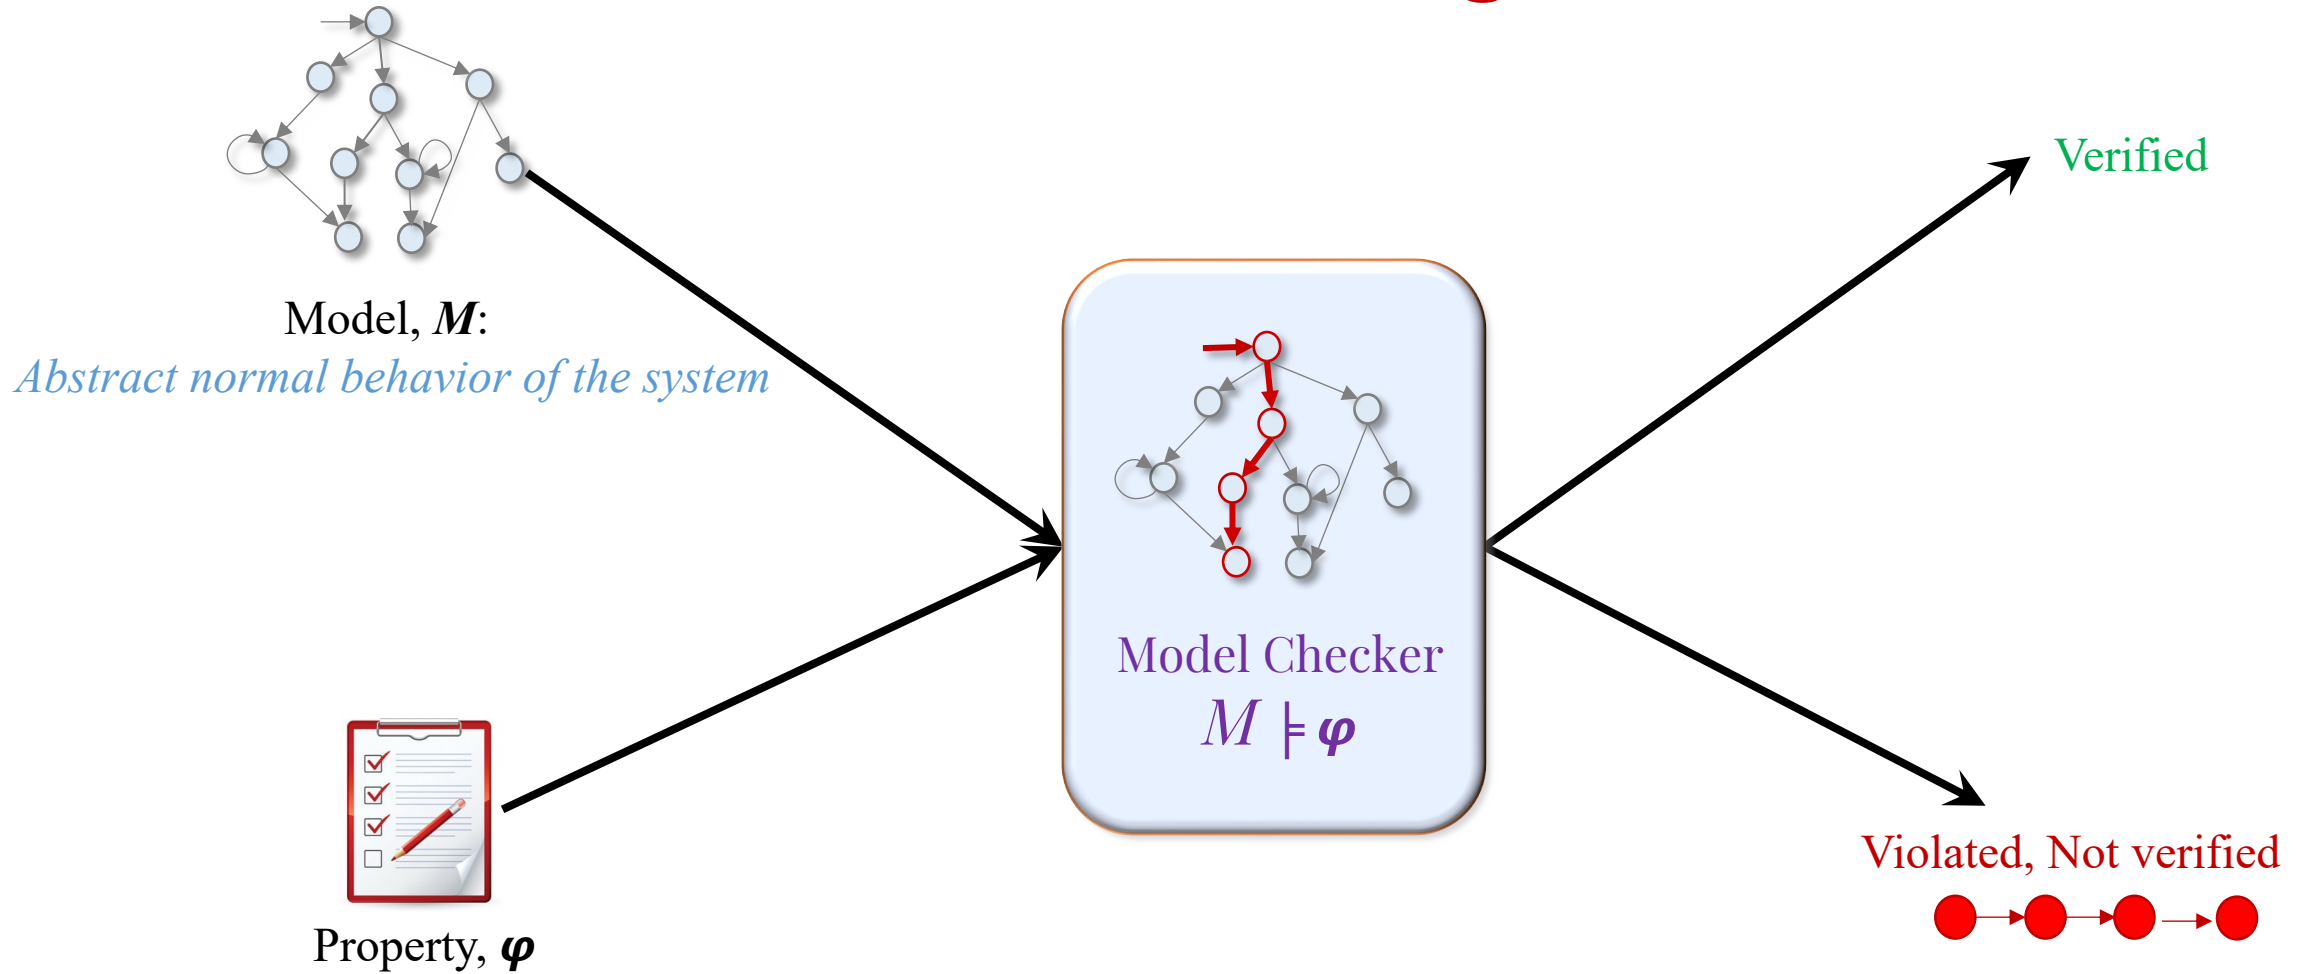 Model, M:
Abstract normal behavior of the system
Verified
Model Checker
M ⊨ φ
Violated, Not verified
Property, φ